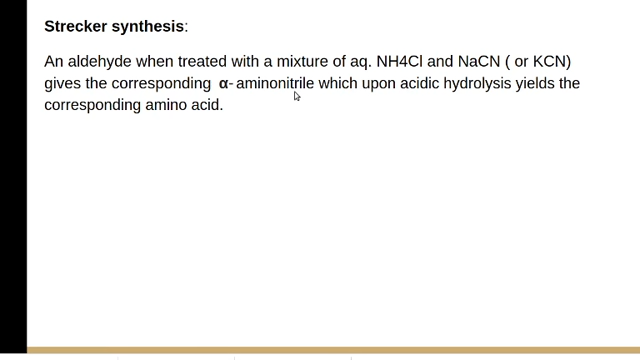 Strecker synthesis:
An aldehyde when treated with a mixture of aq. NH4Cl and NaCN ( or KCN)
gives the corresponding α- aminonitrile which upon acidic hydrolysis yields the
corresponding amino acid.